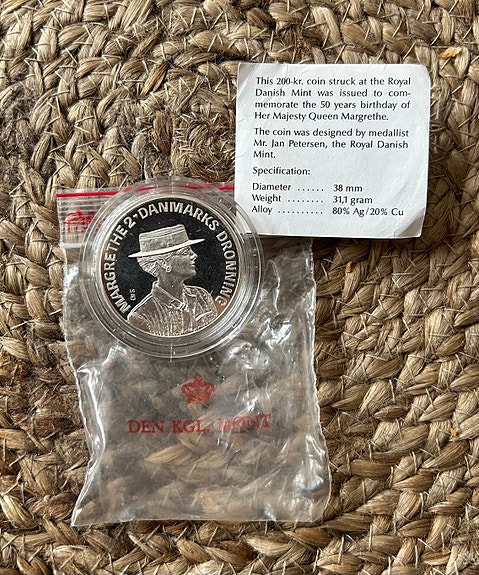 This 200-kr. coin struck at the Royal
Danish Mint was issued to com-
memorate the 50 years birthday of
Her Majesty Queen Margrethe.
The coin was designed by medallist
Mr. Jan Petersen, the Royal Danish
Mint.
Specification:
Diameter ...... 38 mm
Weight ........ 31,1 gram
Alloy .......... 80% Ag/20% Cu
MARGRETHE 2 - DANMARKS DRONNING
DEN KGL. MØNT